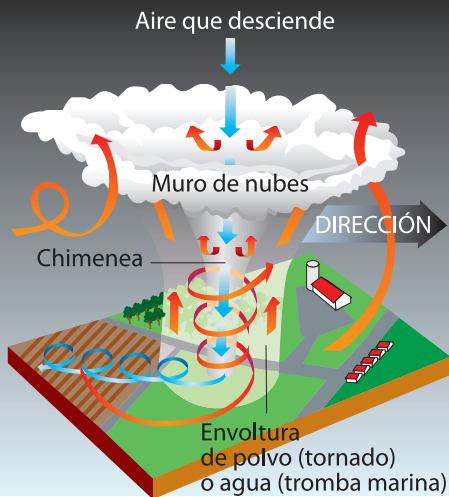 Aire que desciende
Muro de nubes
DIRECCIÓN
Chimenea
Envoltura
de polvo (tornado)
o agua (tromba marina)